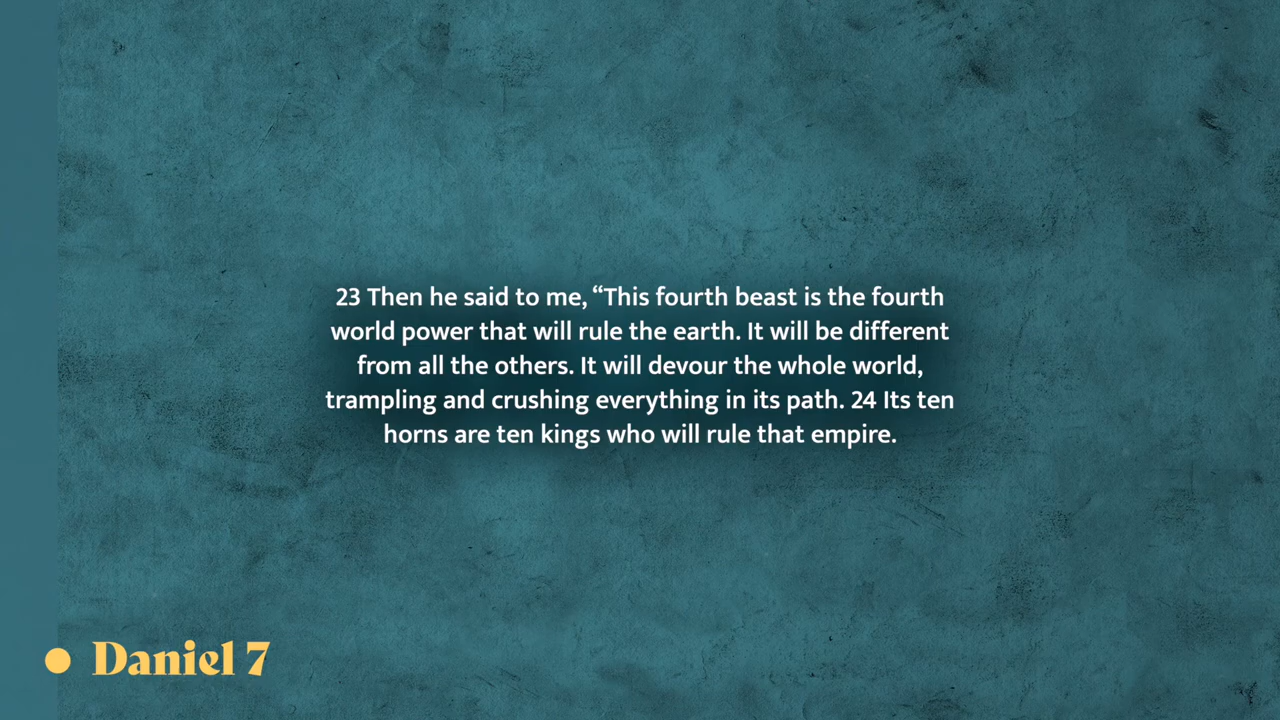 23 Then he said to me, “This fourth beast is the fourth
world power that will rule the earth. It will be different
from all the others. It will devour the whole world,
trampling and crushing everything in its path. 24 Its ten
horns are ten kings who will rule that empire.
Daniel 7